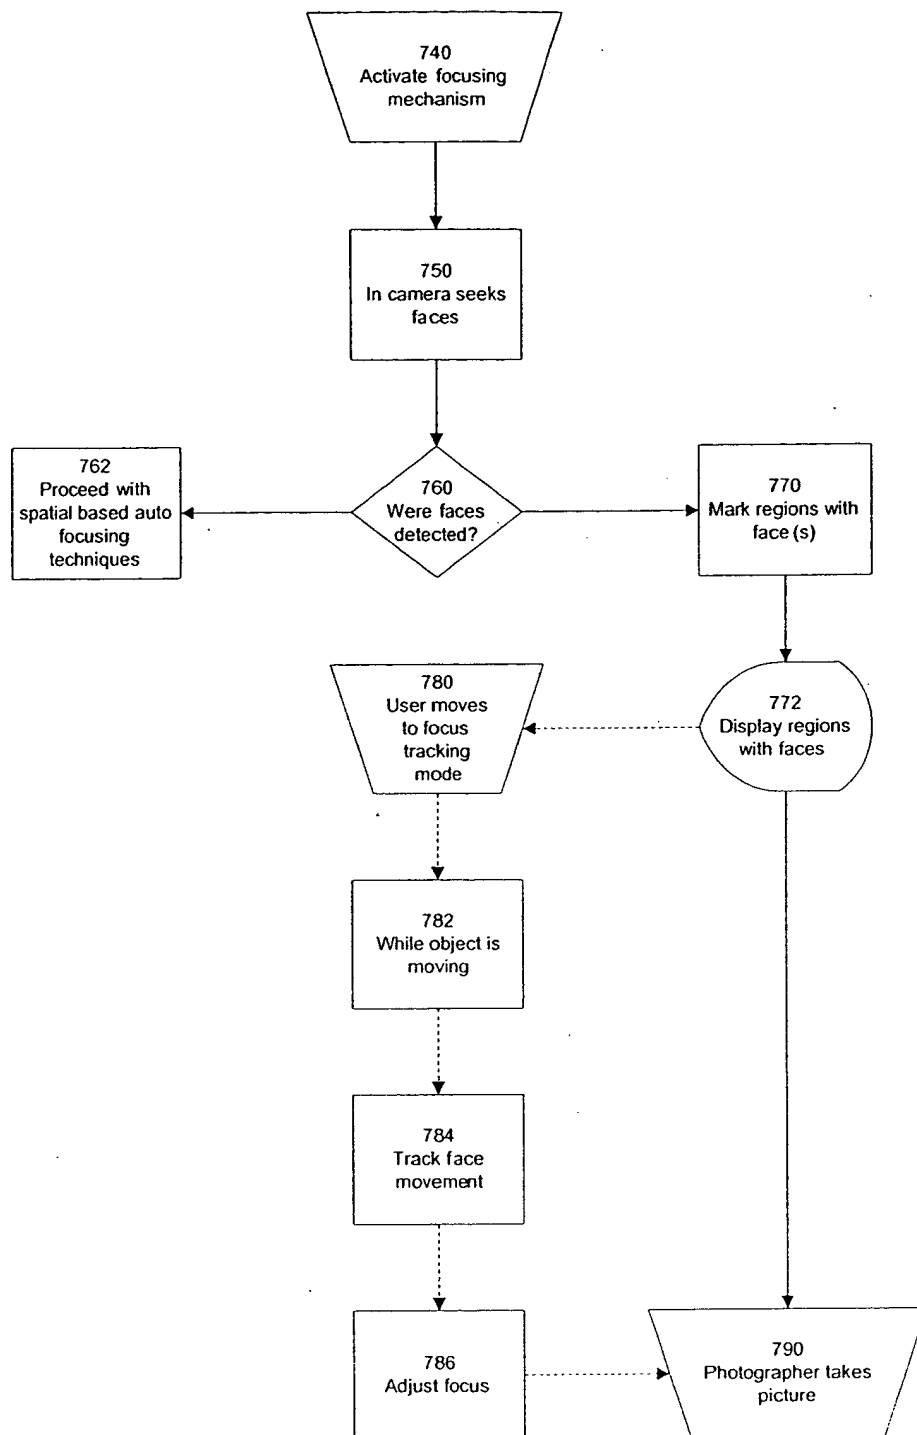 740
Activate focusing
mechanism
750
In camera seeks
faces
762
Proceed with
spatial based auto
focusing
techniques
760
Were faces
detected?
770
Mark regions with
face (s)
780
User moves
to focus
tracking
mode
772
Display regions
with faces
782
While object is
moving
784
Track face
movement
786
Adjust focus
790
Photographer takes
picture